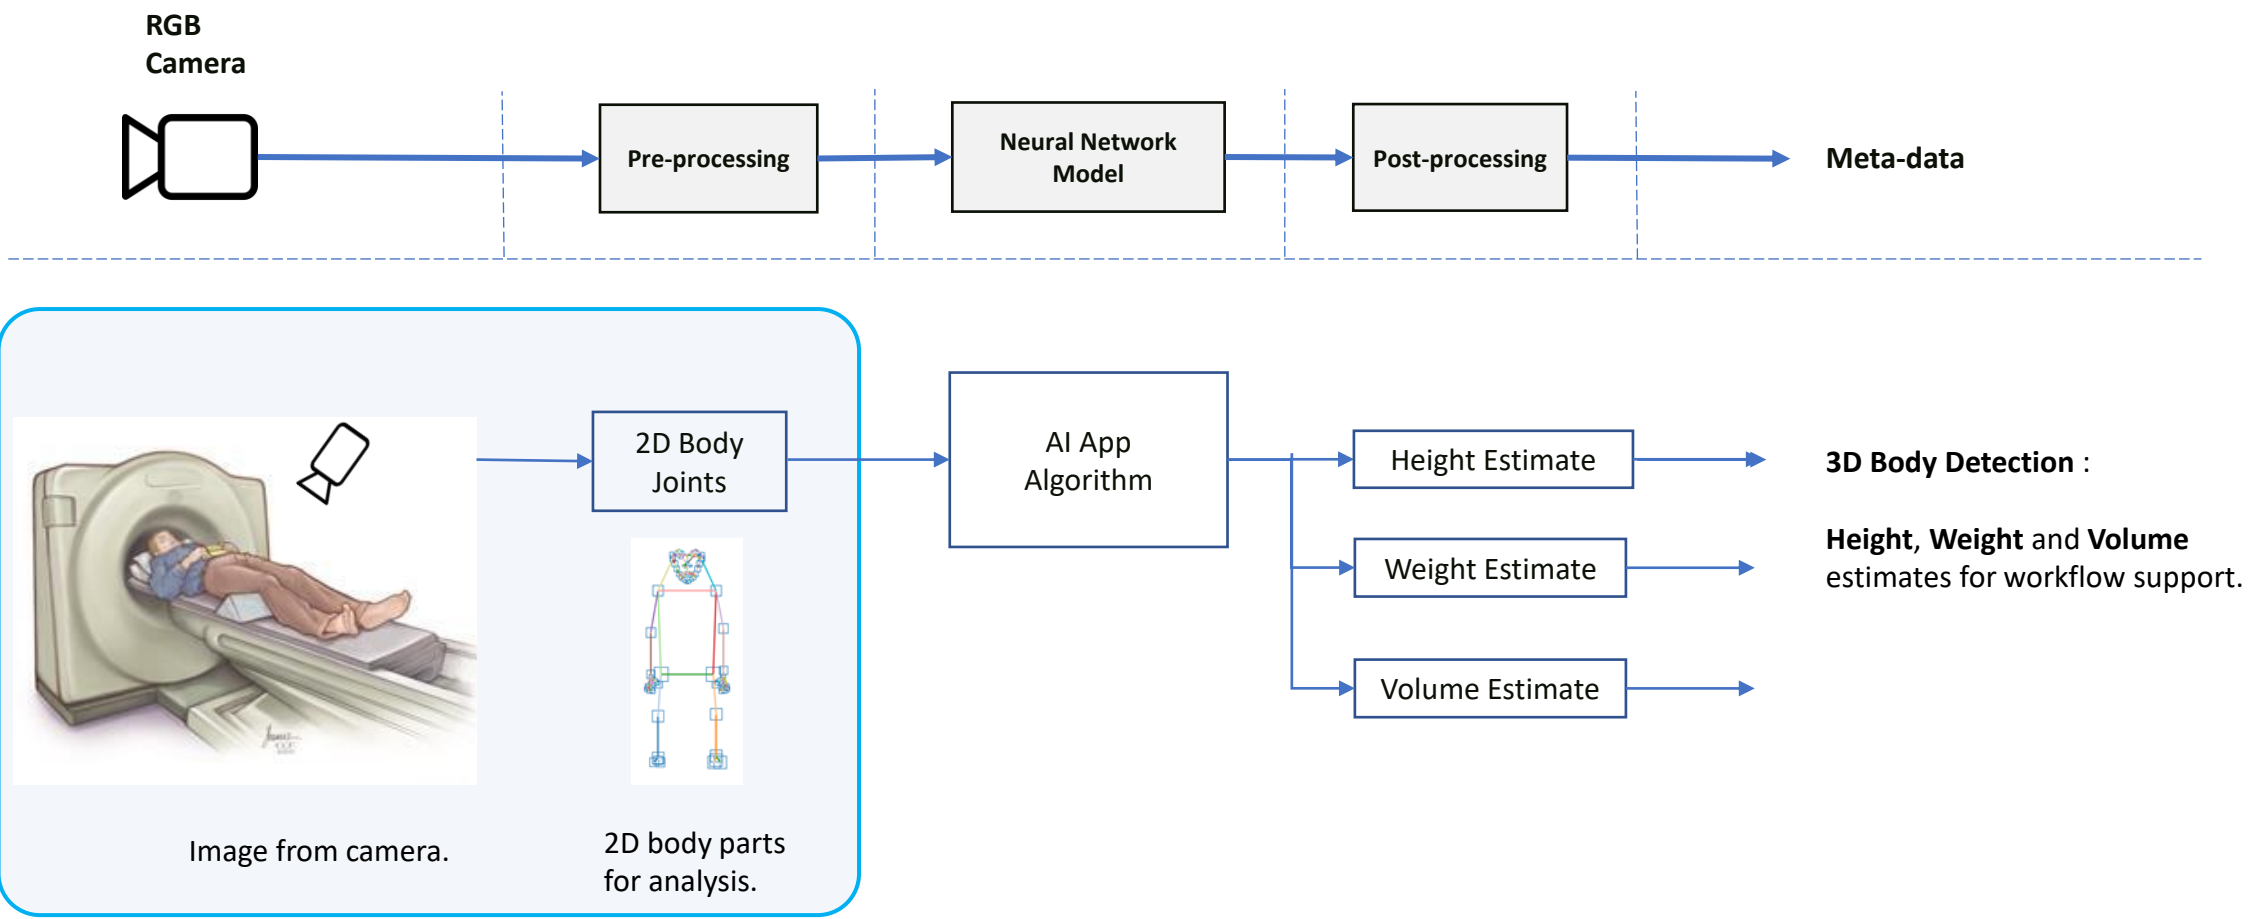 RGB
Camera
Pre-processing
Neural Network
Model
Post-processing
Meta-data
2D Body
Joints
AI App
Algorithm
Height Estimate
Weight Estimate
Volume Estimate
3D Body Detection :
Height, Weight and Volume
estimates for workflow support.
Image from camera.
2D body parts
for analysis.